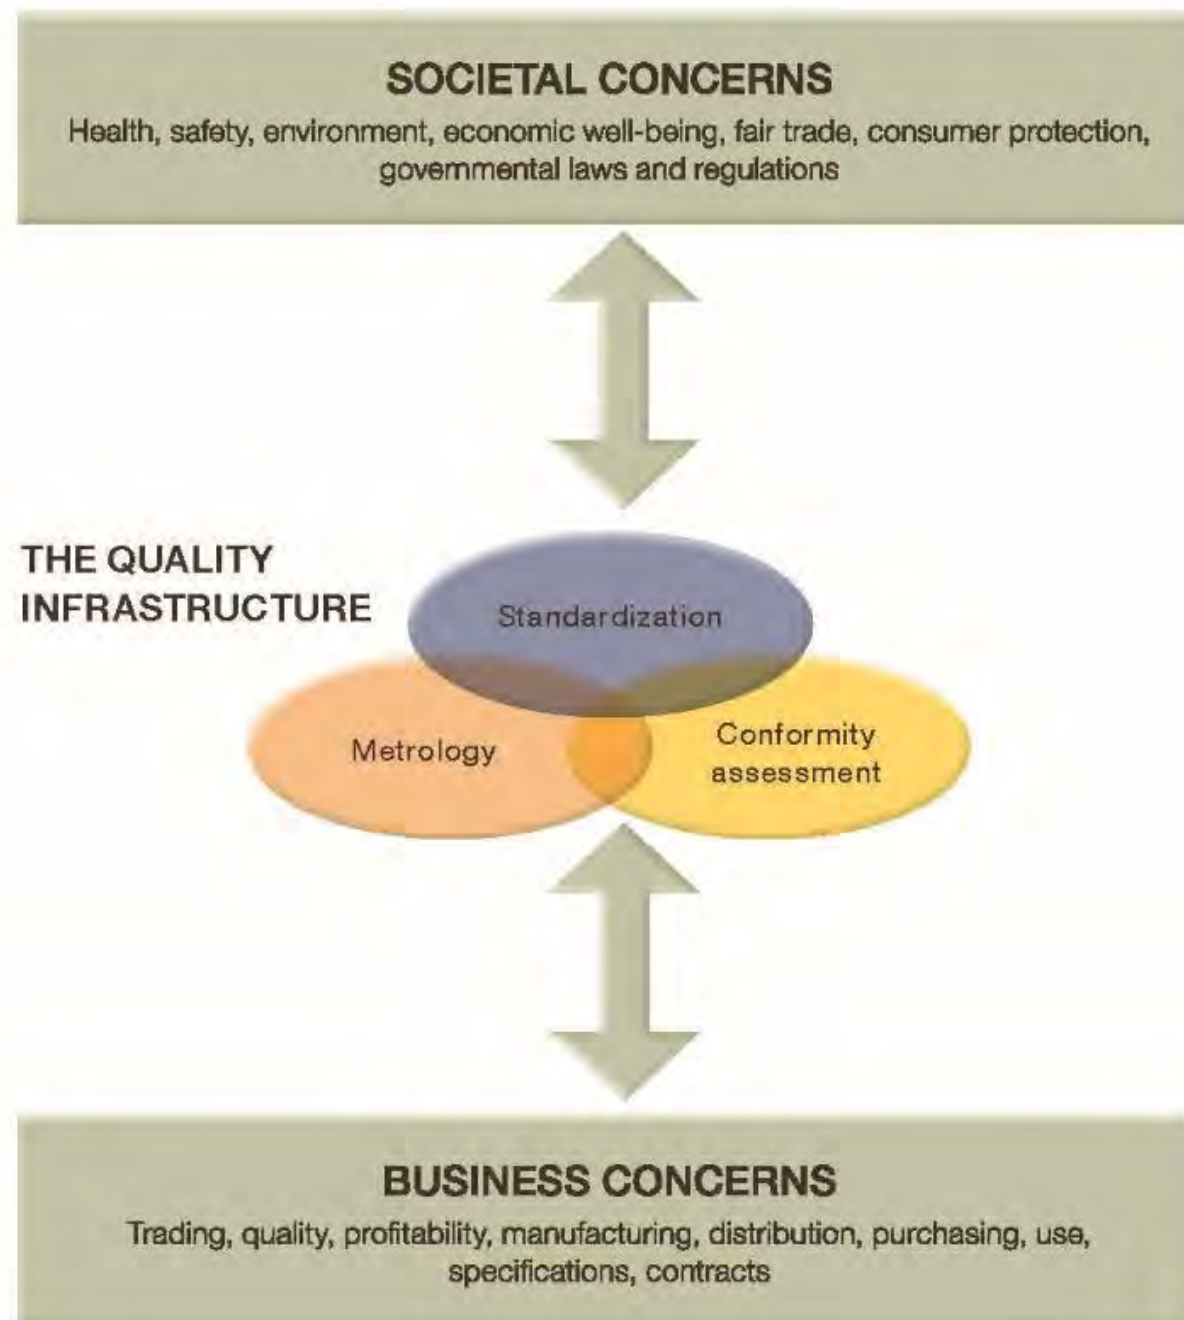 SOCIETAL CONCERNS
Health, safety, environment, economic well-being, fair trade, consumer protection,
governmental laws and regulations
THE QUALITY
INFRASTRUCTURE
Standardization
Metrology
Conformity
assessment
BUSINESS CONCERNS
Trading, quality, profitability, manufacturing, distribution, purchasing, use,
specifications, contracts